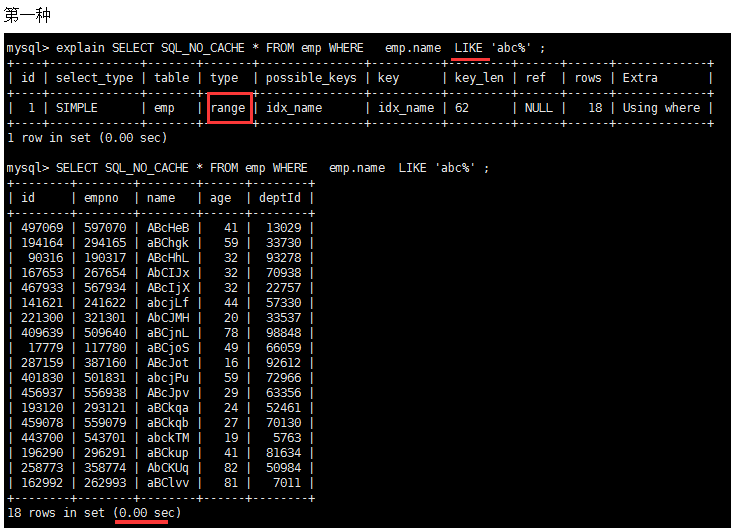 第一种
mysql> explain SELECT SQL_NO_CACHE * FROM emp WHERE   emp.name  LIKE 'abc%' ;
+----+-------------+-------+-------+---------------+----------+---------+------+------+-------------+
| id | select_type | table | type  | possible_keys | key      | key_len | ref  | rows | Extra       |
+----+-------------+-------+-------+---------------+----------+---------+------+------+-------------+
|  1 | SIMPLE      | emp   | range | idx_name      | idx_name | 62      | NULL |   18 | Using where |
+----+-------------+-------+-------+---------------+----------+---------+------+------+-------------+
1 row in set (0.00 sec)
mysql> SELECT SQL_NO_CACHE * FROM emp WHERE   emp.name  LIKE 'abc%' ;
+--------+--------+--------+------+--------+
| id     | empno  | name   | age  | deptId |
+--------+--------+--------+------+--------+
| 497069 | 597070 | ABcHeB |   41 |  13029 |
| 194164 | 294165 | aBChgk |   59 |  33730 |
|  90316 | 190317 | ABcHhL |   32 |  93278 |
| 167653 | 267654 | AbCIJx |   32 |  70938 |
| 467933 | 567934 | ABcIjX |   32 |  22757 |
| 141621 | 241622 | abcjLf |   44 |  57330 |
| 221300 | 321301 | AbCJMH |   20 |  33537 |
| 409639 | 509640 | aBCjnL |   78 |  98848 |
|  17779 | 117780 | aBCjoS |   49 |  66059 |
| 287159 | 387160 | ABcJot |   16 |  92612 |
| 401830 | 501831 | abcjPu |   59 |  72966 |
| 456937 | 556938 | ABcJpv |   29 |  63356 |
| 193120 | 293121 | aBCkqa |   24 |  52461 |
| 459078 | 559079 | aBCkqb |   27 |  70130 |
| 443700 | 543701 | abckTM |   19 |   5763 |
| 196290 | 296291 | aBCkup |   41 |  81634 |
| 258773 | 358774 | AbCKUq |   82 |  50984 |
| 162992 | 262993 | aBClvv |   81 |   7011 |
+--------+--------+--------+------+--------+
18 rows in set (0.00 sec)